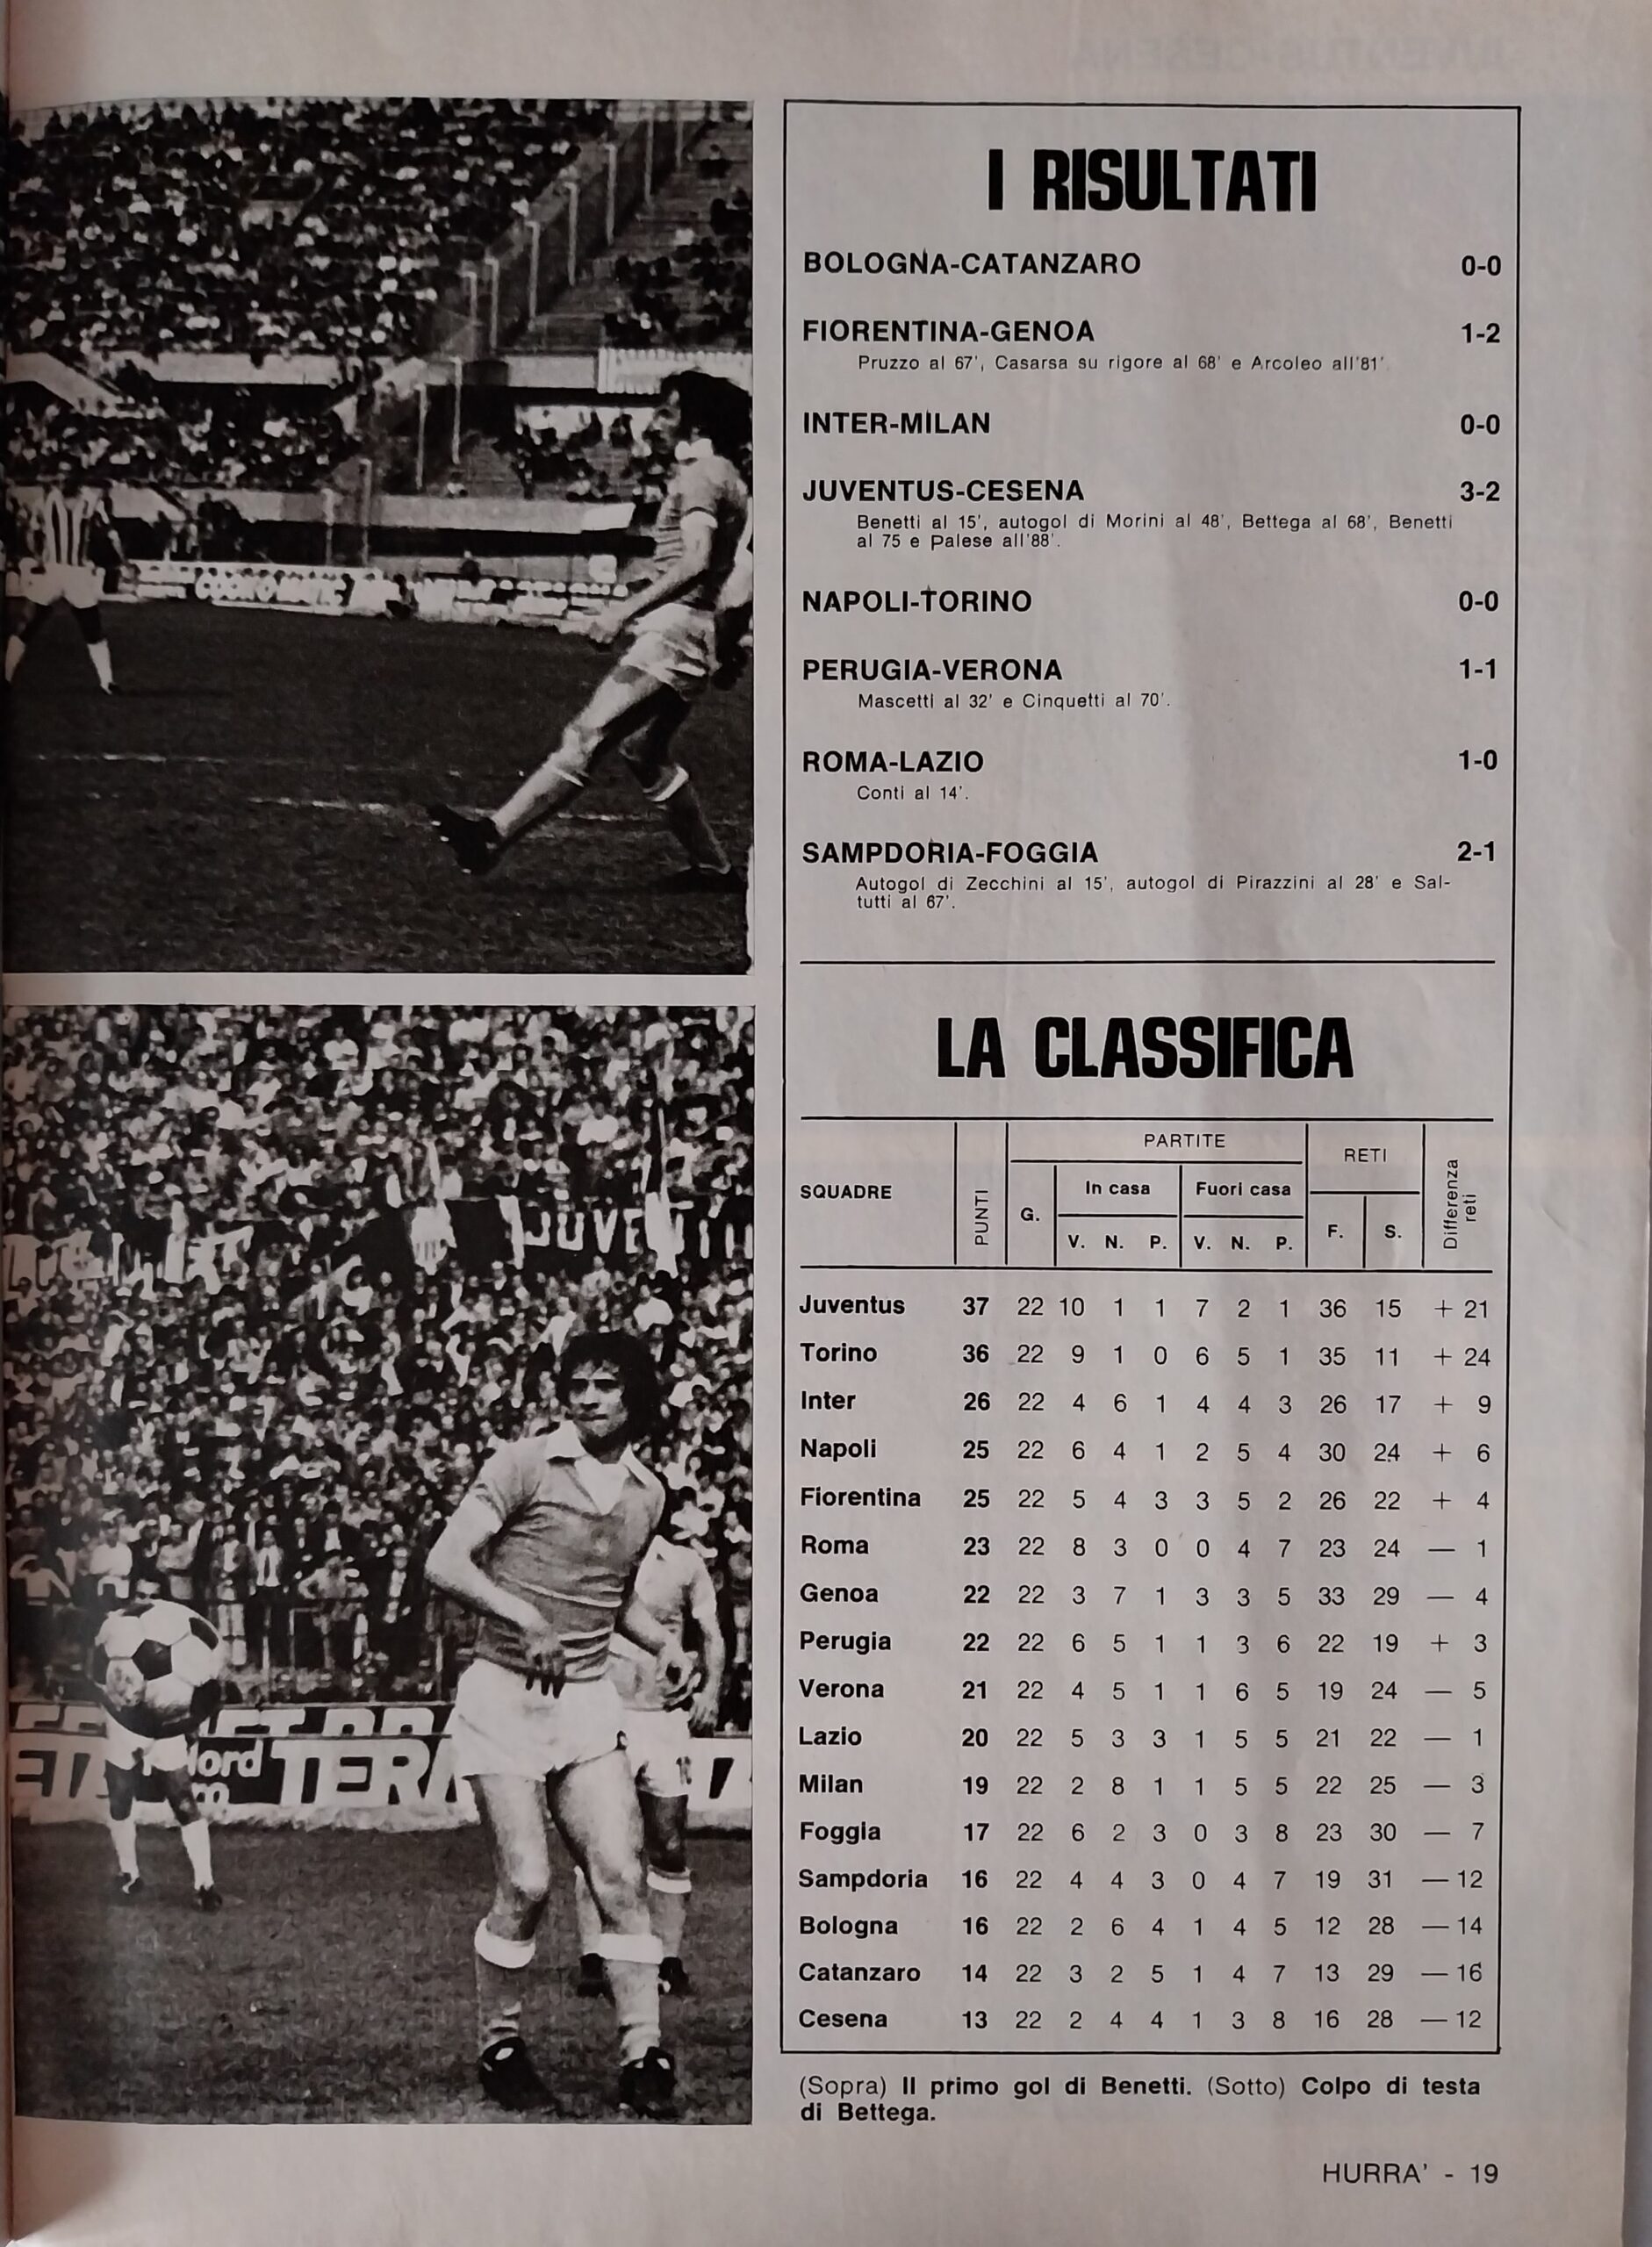 I RISULTATI
BOLOGNA-CATANZARO 0-0
FIORENTINA-GENOA 1-2
Pruzzo al 67', Casarsa su rigore al 68' e Arcoleo all'81'.
INTER-MILAN 0-0
JUVENTUS-CESENA 3-2
Benetti al 15', autogol di Morini al 48', Bettega al 68', Benetti
al 75 e Palese all'88'.
NAPOLI-TORINO 0-0
PERUGIA-VERONA 1-1
Mascetti al 32' e Cinquetti al 70'.
ROMA-LAZIO 1-0
Conti al 14'.
SAMPDORIA-FOGGIA 2-1
Autogol di Zecchini al 15', autogol di Pirazzini al 28' e Sal-
tutti al 67'.
LA CLASSIFICA
SQUADRE PUNTI G. PARTITE RETI Differenza reti
In casa Fuori casa
V. N. P. V. N. P. F. S.
Juventus 37 22 10 1 1 7 2 1 36 15 + 21
Torino 36 22 9 1 0 6 5 1 35 11 + 24
Inter 26 22 4 6 1 4 4 3 26 17 + 9
Napoli 25 22 6 4 1 2 5 4 30 24 + 6
Fiorentina 25 22 5 4 3 3 5 2 26 22 + 4
Roma 23 22 8 3 0 0 4 7 23 24 — 1
Genoa 22 22 3 7 1 3 3 5 33 29 — 4
Perugia 22 22 6 5 1 1 3 6 22 19 + 3
Verona 21 22 4 5 1 1 6 5 19 24 — 5
Lazio 20 22 5 3 3 1 5 5 21 22 — 1
Milan 19 22 2 8 1 1 5 5 22 25 — 3
Foggia 17 22 6 2 3 0 3 8 23 30 — 7
Sampdoria 16 22 4 4 3 0 4 7 19 31 — 12
Bologna 16 22 2 6 4 1 4 5 12 28 — 14
Catanzaro 14 22 3 2 5 1 4 7 13 29 — 16
Cesena 13 22 2 4 4 1 3 8 16 28 — 12
(Sopra) Il primo gol di Benetti. (Sotto) Colpo di testa
di Bettega.
HURRA' - 19